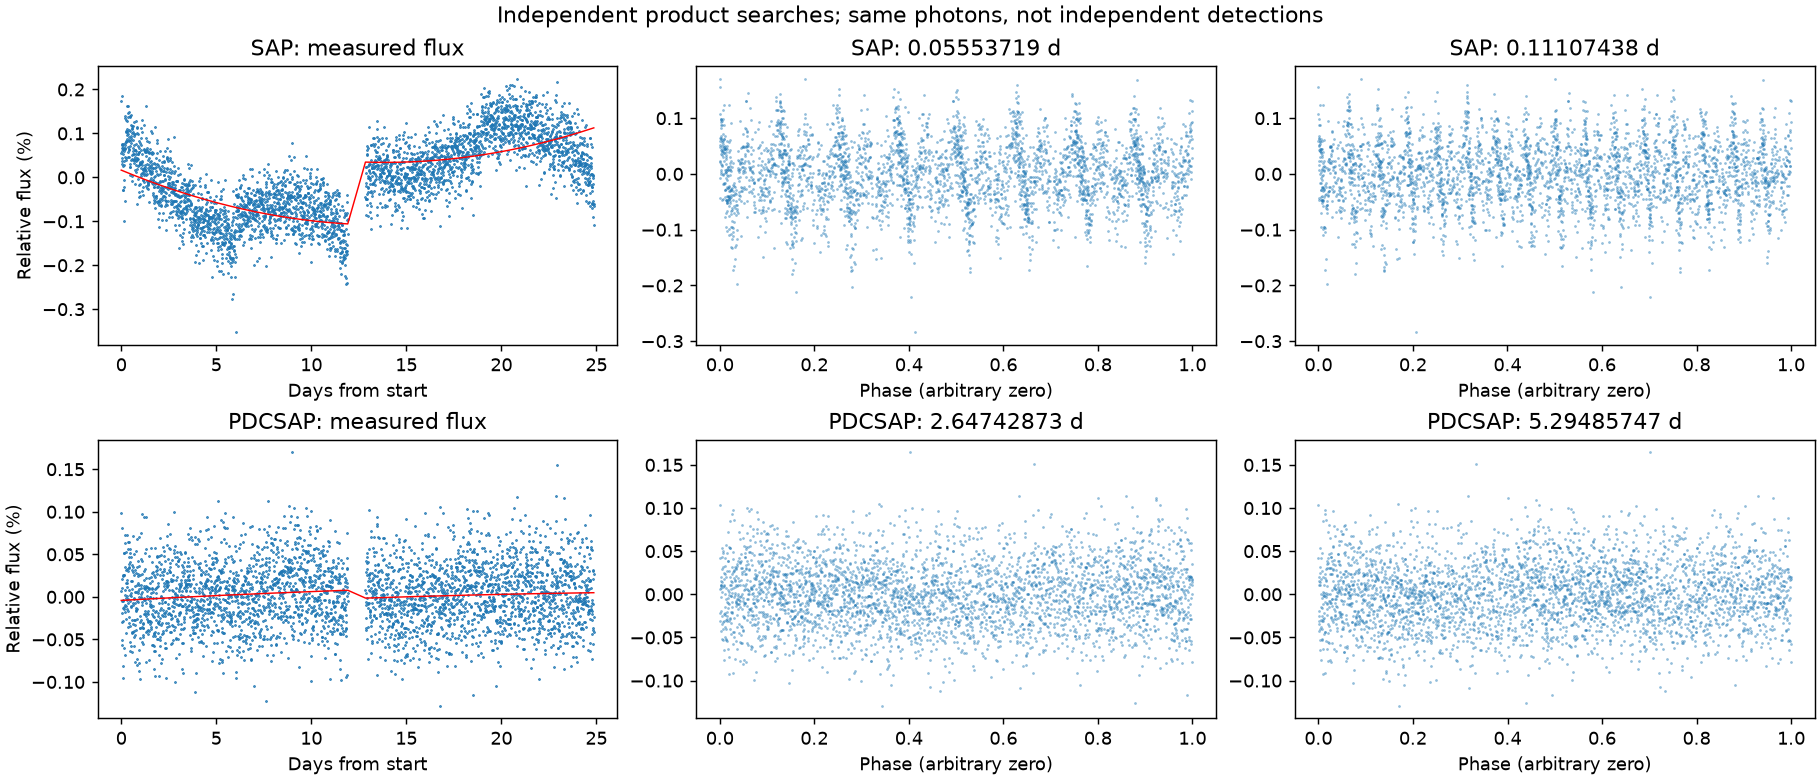 Independent product searches; same photons, not independent detections
SAP: measured flux
SAP: 0.05553719 d
SAP: 0.11107438 d
Relative flux (%)
0.2
0.1
0.0
−0.1
−0.2
−0.3
0 5 10 15 20 25
Days from start
0.1
0.0
−0.1
−0.2
−0.3
0.0 0.2 0.4 0.6 0.8 1.0
Phase (arbitrary zero)
0.1
0.0
−0.1
−0.2
−0.3
0.0 0.2 0.4 0.6 0.8 1.0
Phase (arbitrary zero)
PDCSAP: measured flux
PDCSAP: 2.64742873 d
PDCSAP: 5.29485747 d
Relative flux (%)
0.15
0.10
0.05
0.00
−0.05
−0.10
0 5 10 15 20 25
Days from start
0.15
0.10
0.05
0.00
−0.05
−0.10
0.0 0.2 0.4 0.6 0.8 1.0
Phase (arbitrary zero)
0.15
0.10
0.05
0.00
−0.05
−0.10
0.0 0.2 0.4 0.6 0.8 1.0
Phase (arbitrary zero)